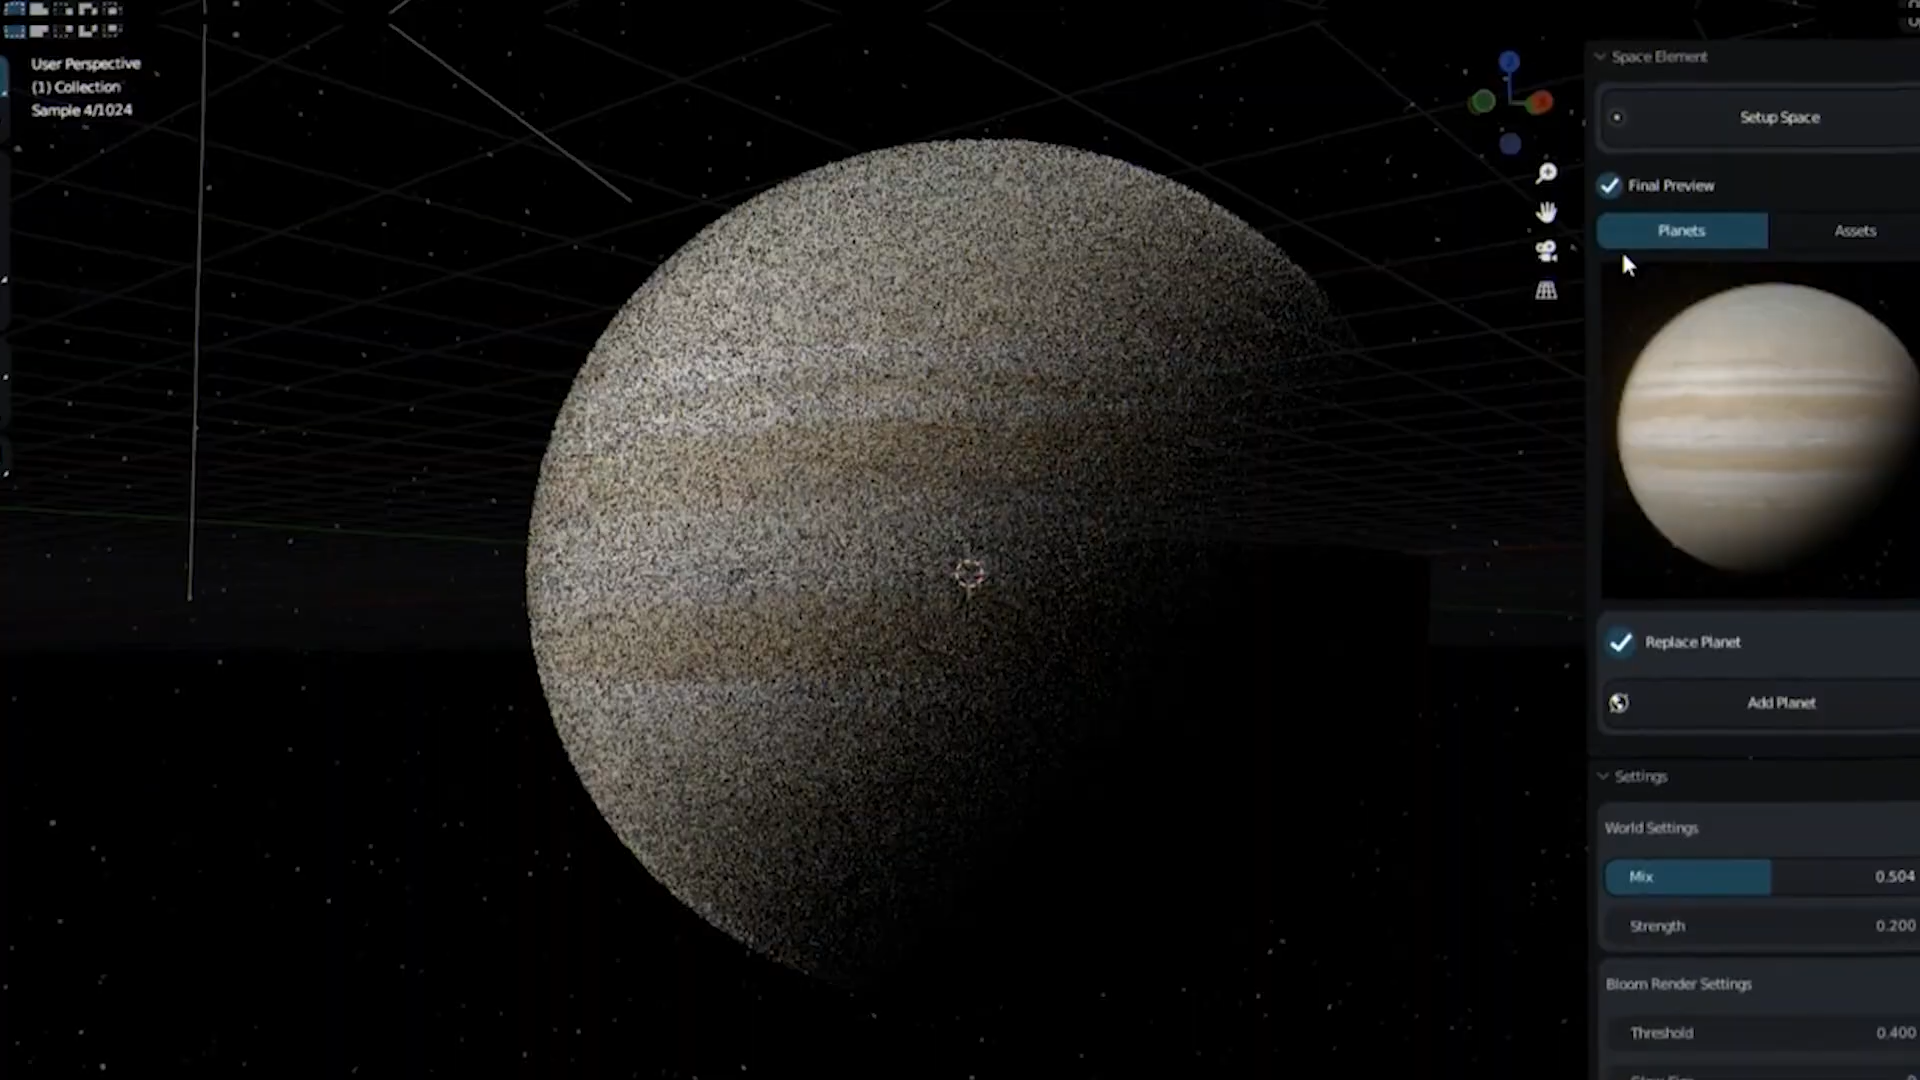 User Perspective
(1) Collection
Sample 4/1024
Space Element
Setup Space
Final Preview
Planets
Assets
Replace Planet
Add Planet
Settings
World Settings
Mix 0.504
Strength 0.200
Bloom Render Settings
Threshold 0.400